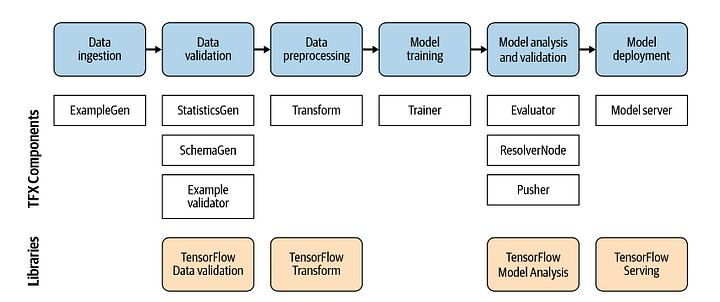 Data
ingestion
Data
validation
Data
preprocessing
Model
training
Model analysis
and validation
Model
deployment
TFX Components
ExampleGen
StatisticsGen
Transform
Trainer
Evaluator
Model server
SchemaGen
ResolverNode
Example
validator
Pusher
Libraries
TensorFlow
Data validation
TensorFlow
Transform
TensorFlow
Model Analysis
TensorFlow
Serving